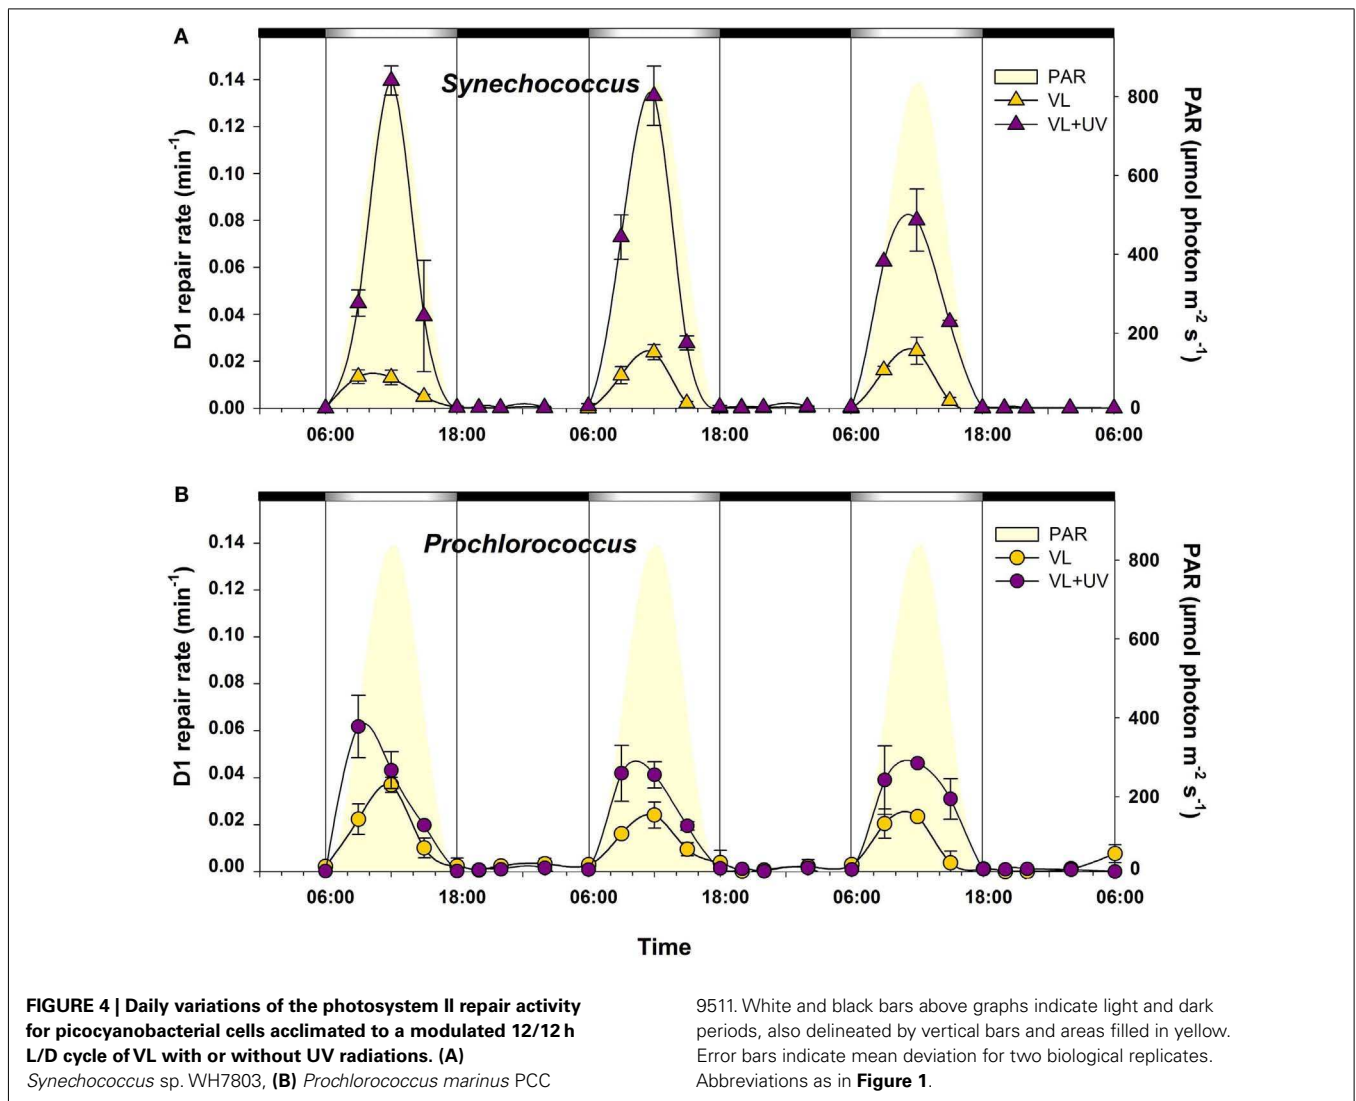 A
Synechococcus
PAR
VL
VL+UV
0.14
0.12
0.10
0.08
0.06
0.04
0.02
0.00
D1 repair rate (min-1)
800
600
400
200
0
PAR (µmol photon m-2 s-1)
06:00 18:00 06:00 18:00 06:00 18:00 06:00
B
Prochlorococcus
PAR
VL
VL+UV
0.14
0.12
0.10
0.08
0.06
0.04
0.02
0.00
D1 repair rate (min-1)
800
600
400
200
0
PAR (µmol photon m-2 s-1)
06:00 18:00 06:00 18:00 06:00 18:00 06:00
Time
FIGURE 4 | Daily variations of the photosystem II repair activity
for picocyanobacterial cells acclimated to a modulated 12/12 h
L/D cycle of VL with or without UV radiations. (A)
Synechococcus sp. WH7803, (B) Prochlorococcus marinus PCC
9511. White and black bars above graphs indicate light and dark
periods, also delineated by vertical bars and areas filled in yellow.
Error bars indicate mean deviation for two biological replicates.
Abbreviations as in Figure 1.